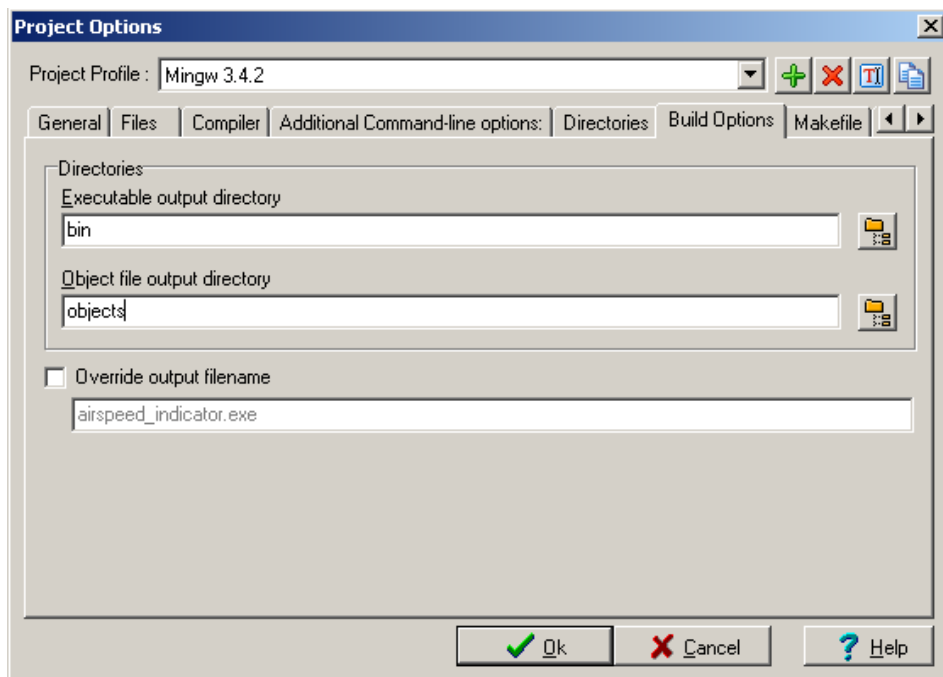 Project Options
Project Profile : Mingw 3.4.2
General Files Compiler Additional Command-line options: Directories Build Options Makefile
Directories
Executable output directory
bin
Object file output directory
objects
Override output filename
airspeed_indicator.exe
Ok Cancel ? Help